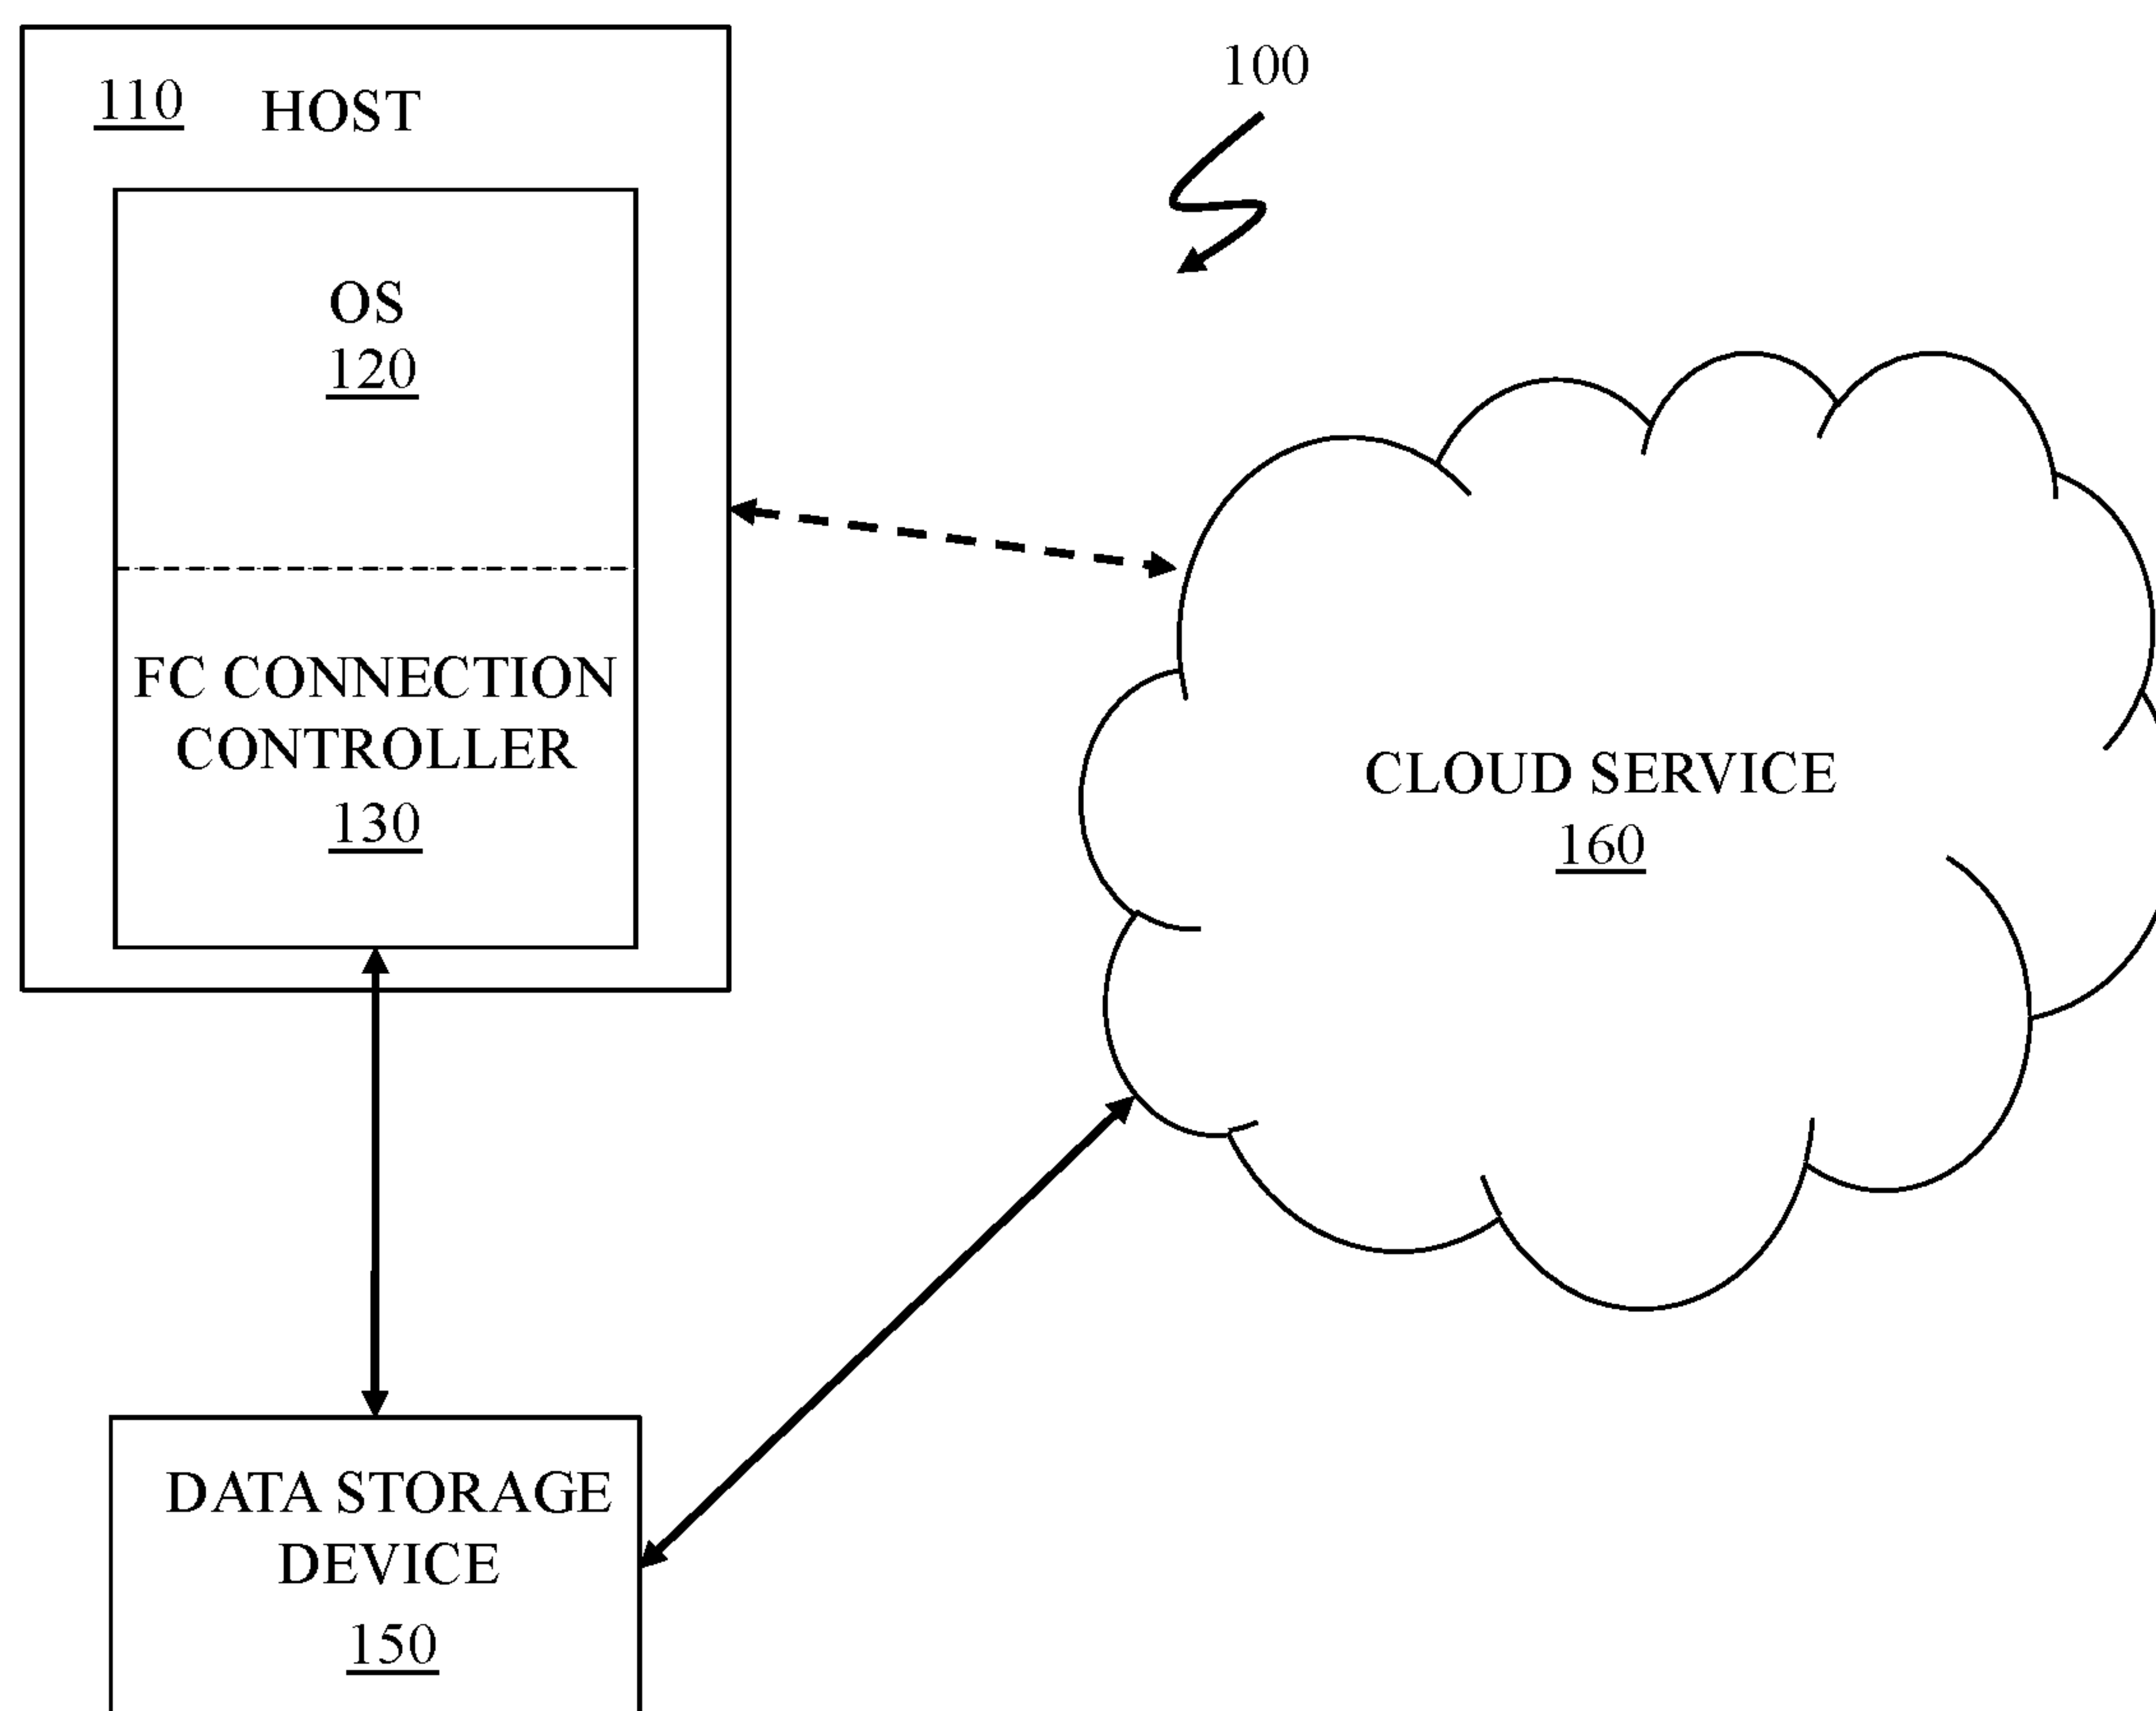 110 HOST
100
OS
120
FC CONNECTION
CONTROLLER
130
CLOUD SERVICE
160
DATA STORAGE
DEVICE
150